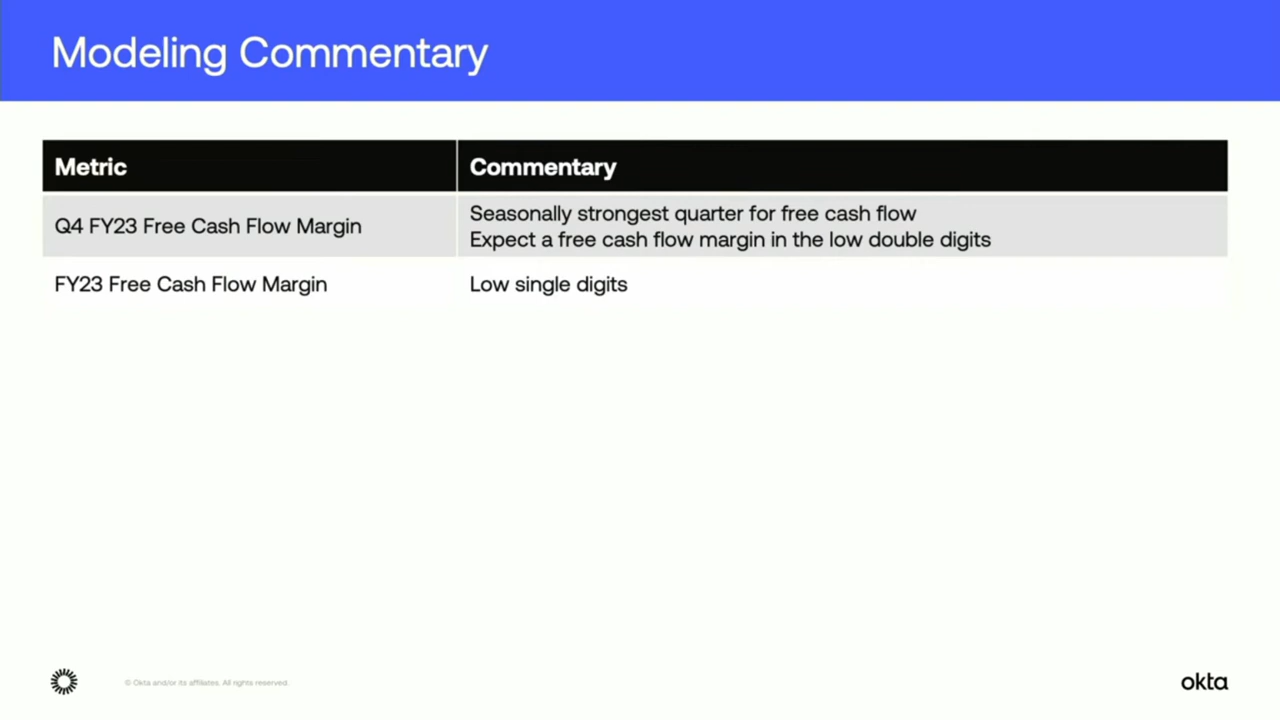 Modeling Commentary
Metric
Commentary
Q4 FY23 Free Cash Flow Margin
Seasonally strongest quarter for free cash flow
Expect a free cash flow margin in the low double digits
FY23 Free Cash Flow Margin
Low single digits
© Okta and/or its affiliates. All rights reserved.
okta